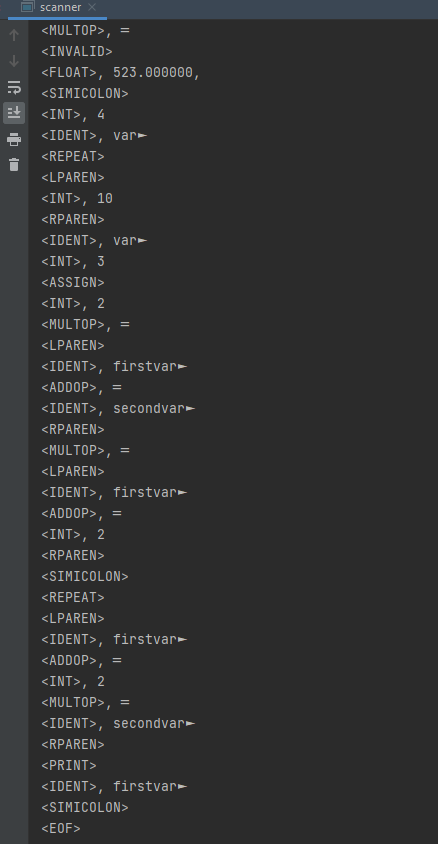 scanner
<MULTOP>, =
<INVALID>
<FLOAT>, 523.000000,
<SIMICOLON>
<INT>, 4
<IDENT>, var►
<REPEAT>
<LPAREN>
<INT>, 10
<RPAREN>
<IDENT>, var►
<INT>, 3
<ASSIGN>
<INT>, 2
<MULTOP>, =
<LPAREN>
<IDENT>, firstvar►
<ADDOP>, =
<IDENT>, secondvar►
<RPAREN>
<MULTOP>, =
<LPAREN>
<IDENT>, firstvar►
<ADDOP>, =
<INT>, 2
<RPAREN>
<SIMICOLON>
<REPEAT>
<LPAREN>
<IDENT>, firstvar►
<ADDOP>, =
<INT>, 2
<MULTOP>, =
<IDENT>, secondvar►
<RPAREN>
<PRINT>
<IDENT>, firstvar►
<SIMICOLON>
<EOF>